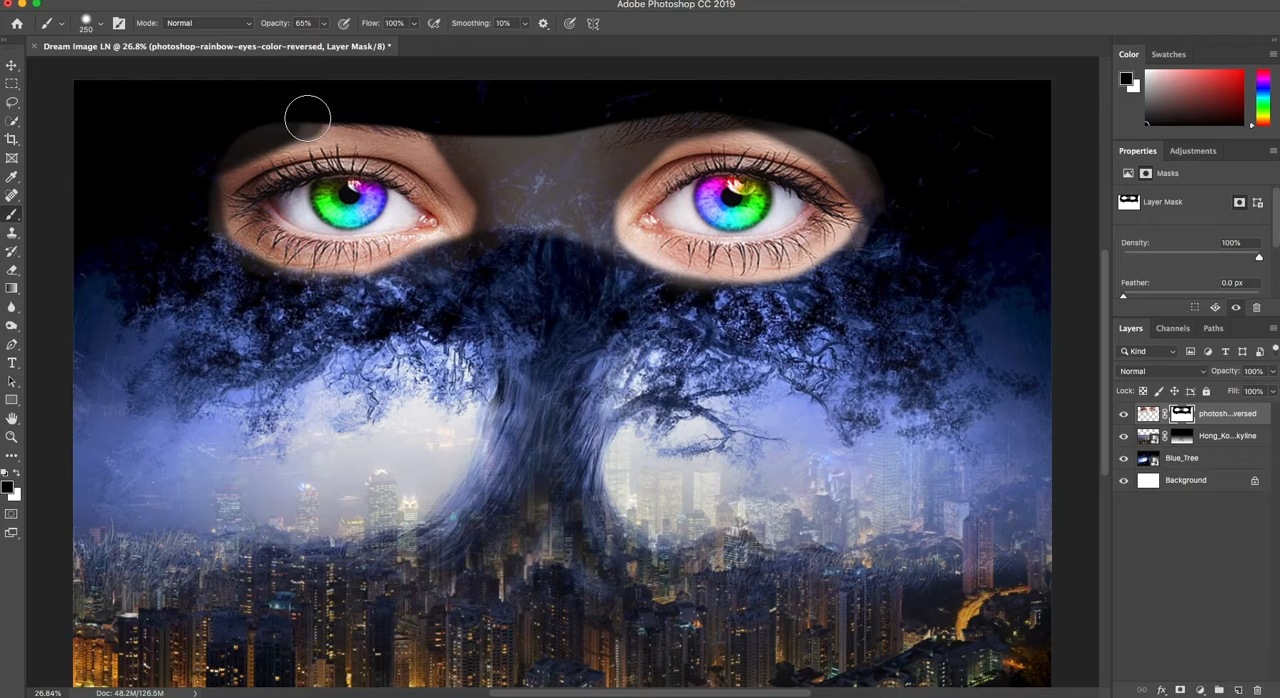 Adobe Photoshop CC 2019
250 Mode: Normal Opacity: 65% Flow: 100% Smoothing: 10%
Dream Image LN @ 26.8% (photoshop-rainbow-eyes-color-reversed, Layer Mask/8) *
Color Swatches
Properties Adjustments
Masks
Layer Mask
Density: 100%
Feather: 0.0 px
Layers Channels Paths
Kind
Normal Opacity: 100%
Lock: Fill: 100%
photosh...versed
Hong_Ko...kyline
Blue_Tree
Background
26.84% Doc: 48.2M/126.5M